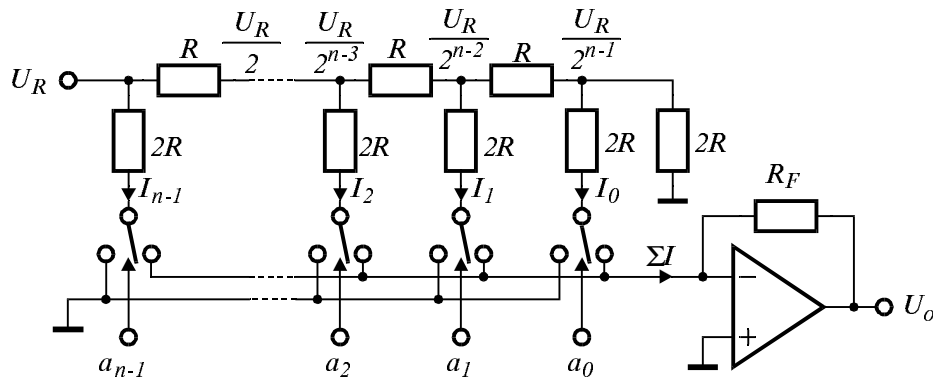 U_R R U_R/2 U_R/2^{n-3} R U_R/2^{n-2} R U_R/2^{n-1}
2R 2R 2R 2R 2R
I_{n-1} I_2 I_1 I_0 R_F
ΣI − U_o
+
a_{n-1} a_2 a_1 a_0